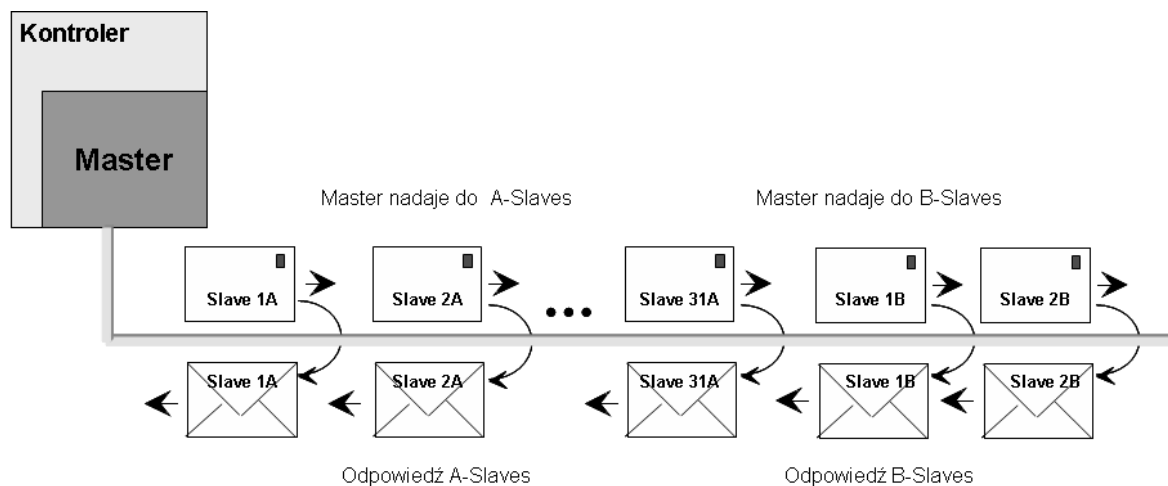 Kontroler
Master
Master nadaje do A-Slaves
Master nadaje do B-Slaves
Slave 1A
Slave 2A
Slave 31A
Slave 1B
Slave 2B
Slave 1A
Slave 2A
Slave 31A
Slave 1B
Slave 2B
Odpowiedź A-Slaves
Odpowiedź B-Slaves